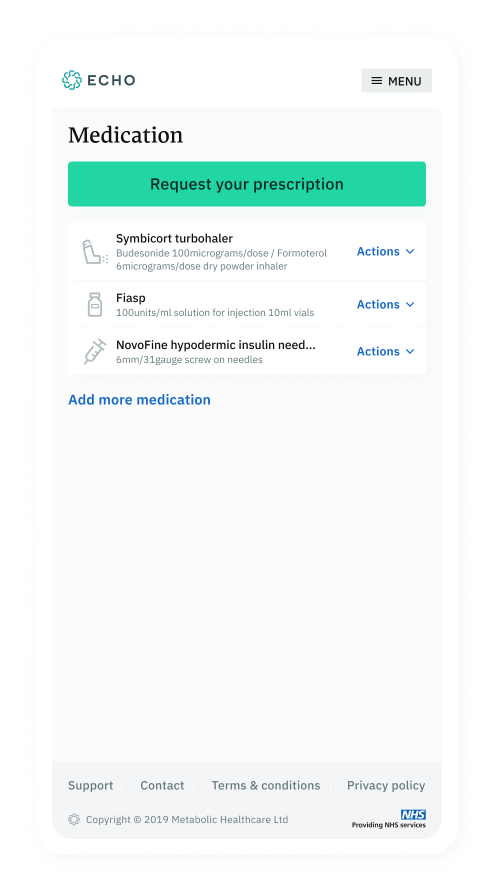 ECHO
MENU
Medication
Request your prescription
Symbicort turbohaler
Budesonide 100micrograms/dose / Formoterol
6micrograms/dose dry powder inhaler
Actions
Fiasp
100units/ml solution for injection 10ml vials
Actions
NovoFine hypodermic insulin need...
6mm/31gauge screw on needles
Actions
Add more medication
Support
Contact
Terms & conditions
Privacy policy
Copyright © 2019 Metabolic Healthcare Ltd
NHS
Providing NHS services